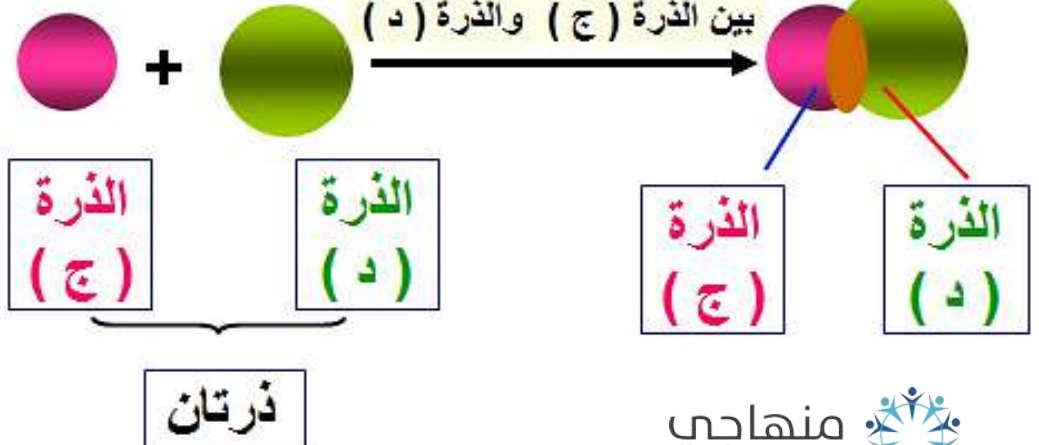 بين الذرة ( ج ) والذرة ( د )
+
الذرة
( ج )
الذرة
( د )
الذرة
( ج )
الذرة
( د )
ذرتان
منهاجي